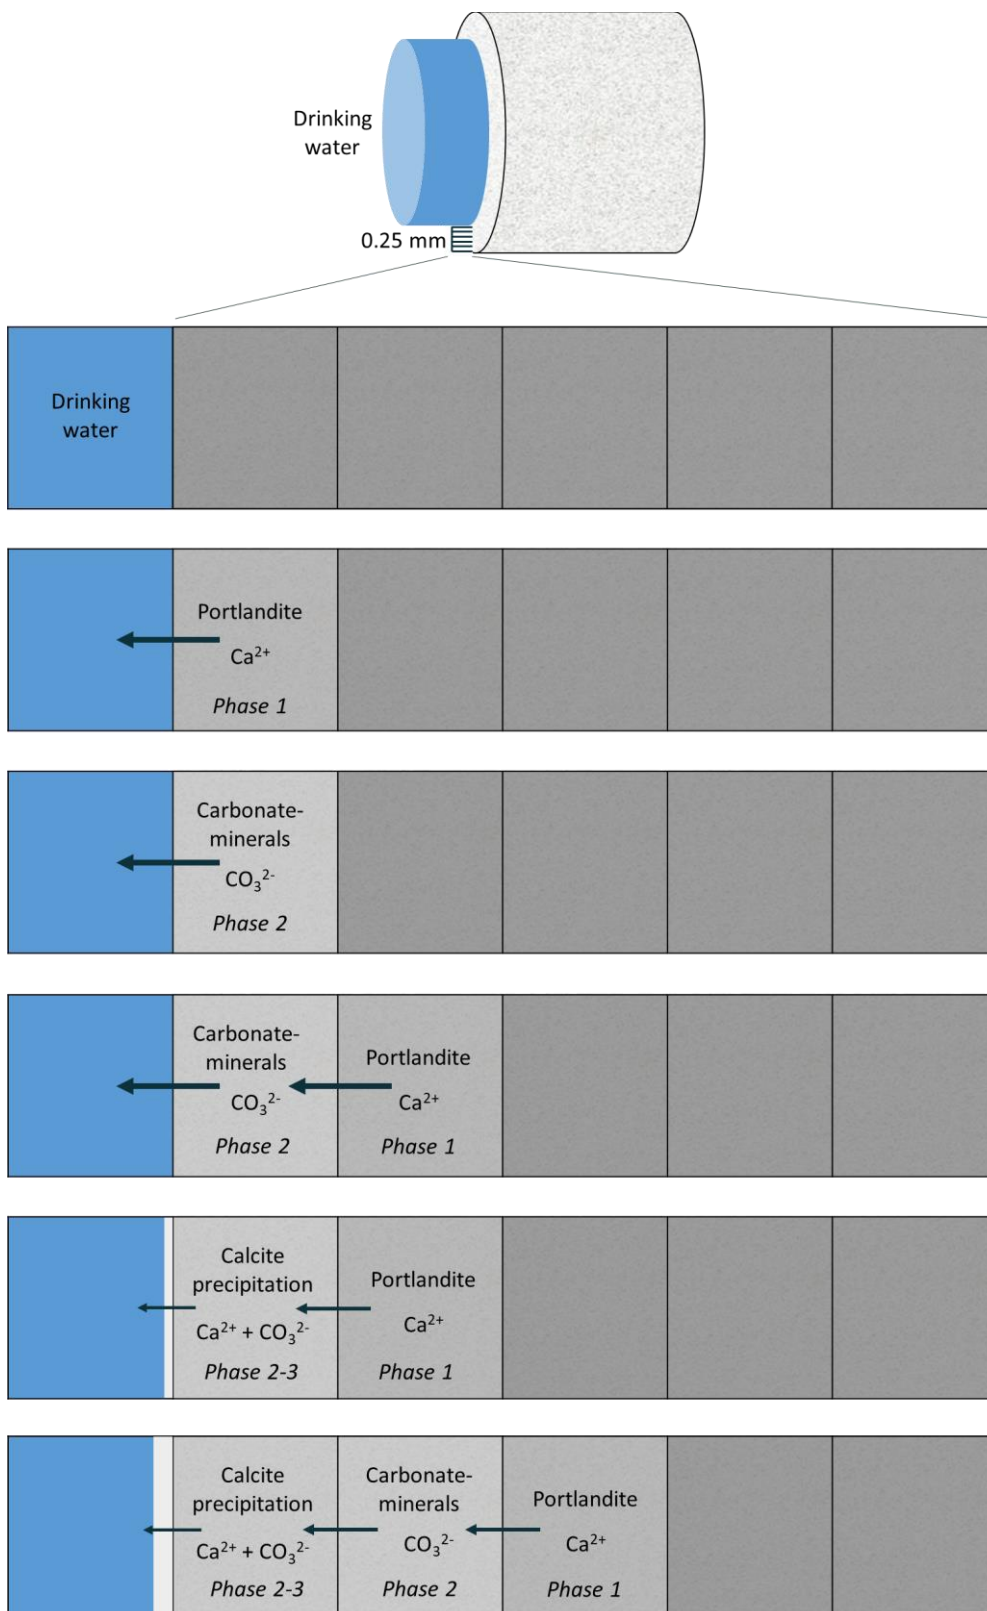 Drinking
water
0.25 mm
Drinking
water
Portlandite
Ca²⁺
Phase 1
Carbonate-
minerals
CO₃²⁻
Phase 2
Carbonate-
minerals
CO₃²⁻
Phase 2
Portlandite
Ca²⁺
Phase 1
Calcite
precipitation
Ca²⁺ + CO₃²⁻
Phase 2-3
Portlandite
Ca²⁺
Phase 1
Calcite
precipitation
Ca²⁺ + CO₃²⁻
Phase 2-3
Carbonate-
minerals
CO₃²⁻
Phase 2
Portlandite
Ca²⁺
Phase 1